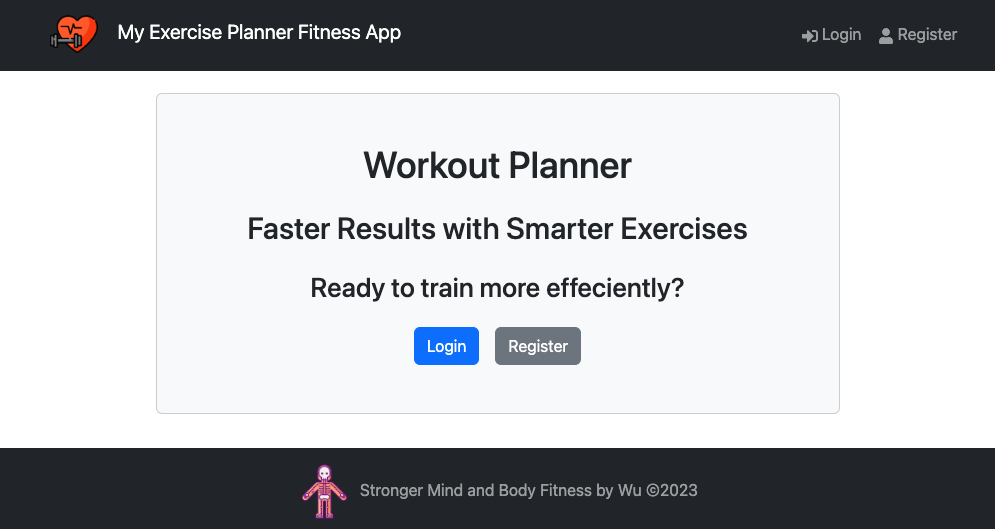 My Exercise Planner Fitness App
Login
Register
Workout Planner
Faster Results with Smarter Exercises
Ready to train more effeciently?
Login
Register
Stronger Mind and Body Fitness by Wu ©2023